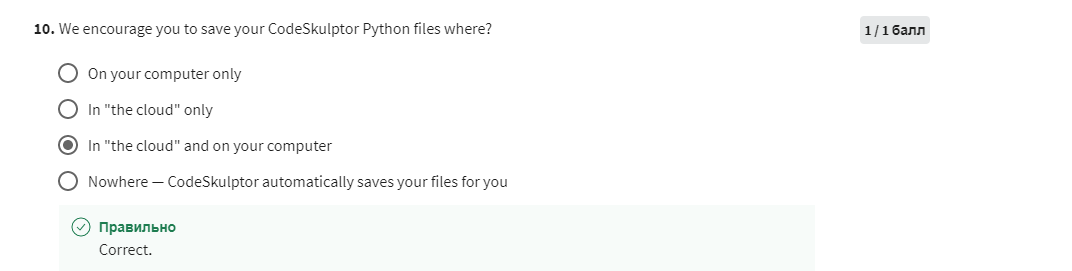 10. We encourage you to save your CodeSkulptor Python files where?
1 / 1 балл
On your computer only
In "the cloud" only
In "the cloud" and on your computer
Nowhere — CodeSkulptor automatically saves your files for you
Правильно
Correct.